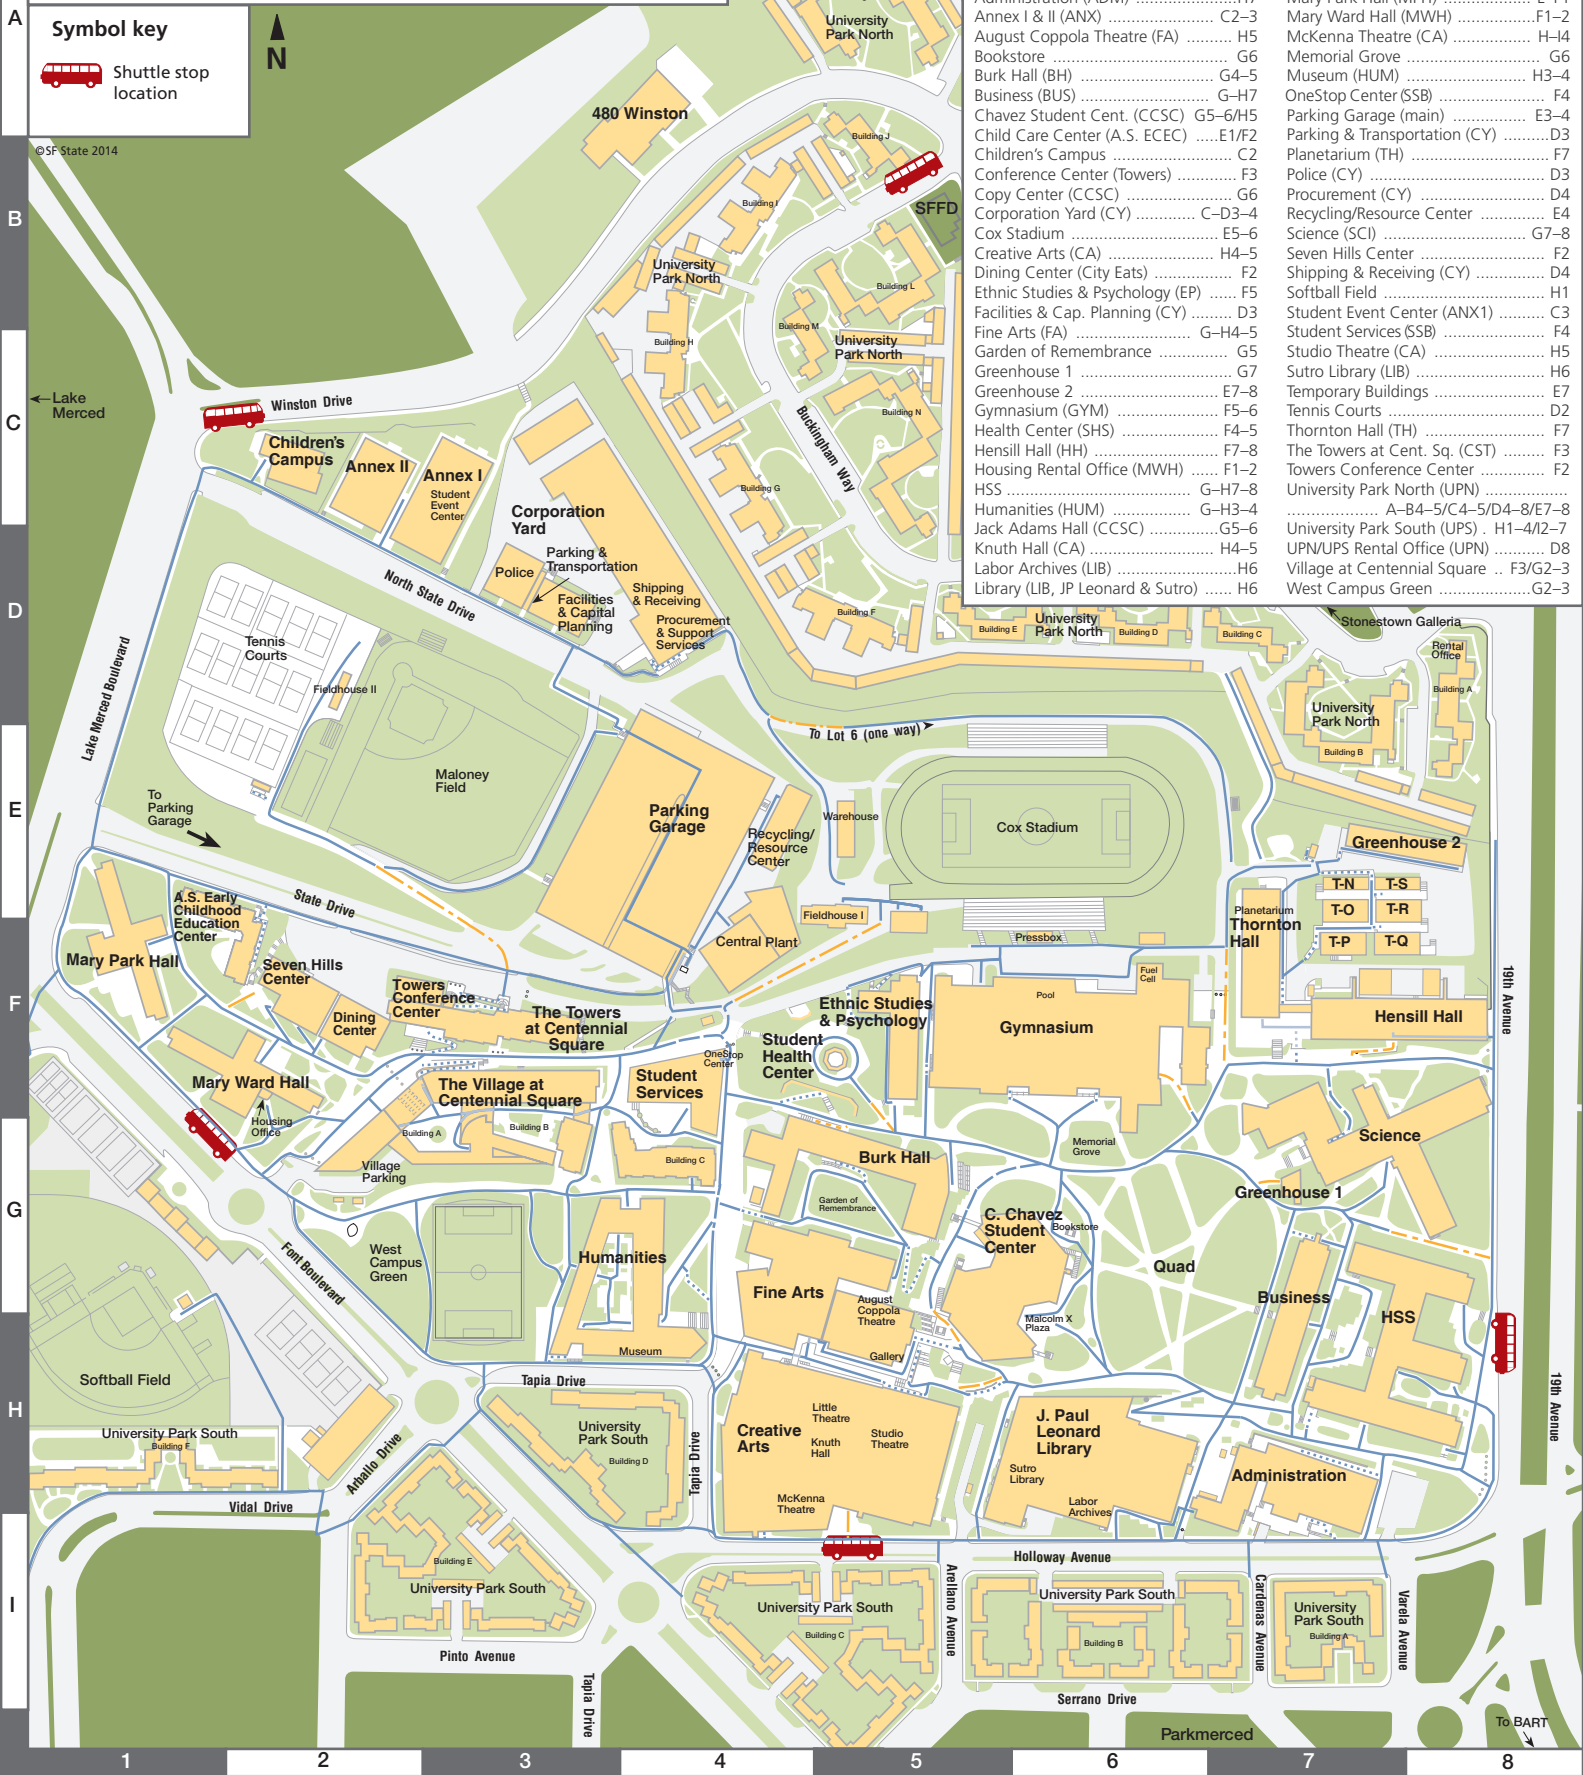 A
Symbol key
Shuttle stop
location
N
©SF State 2014
University
Park North
480 Winston
Annex I & II (ANX) .................. C2–3
August Coppola Theatre (FA) .......... H5
Bookstore ............................... G6
Burk Hall (BH) ........................ G4–5
Business (BUS) ........................... G–H7
Chavez Student Cent. (CCSC) G5–6/H5
Child Care Center (A.S. ECEC) .....E1/F2
Children's Campus ..................... C2
Conference Center (Towers) ............ F3
Copy Center (CCSC) .................... G6
Corporation Yard (CY) ............ C–D3–4
Cox Stadium ........................... E5–6
Creative Arts (CA) ....................... H4–5
Dining Center (City Eats) .............. F2
Ethnic Studies & Psychology (EP) ...... F5
Facilities & Cap. Planning (CY) ......... D3
Fine Arts (FA) ....................... G–H4–5
Garden of Remembrance ............ G5
Greenhouse 1 .......................... G7
Greenhouse 2 ........................ E7–8
Gymnasium (GYM) .................. F5–6
Health Center (SHS) .................. F4–5
Hensill Hall (HH) ....................... F7–8
Housing Rental Office (MWH) ...... F1–2
HSS ................................ G–H7–8
Humanities (HUM) .................. G–H3–4
Jack Adams Hall (CCSC) ...............G5–6
Knuth Hall (CA) ....................... H4–5
Labor Archives (LIB) ......................H6
Library (LIB, JP Leonard & Sutro) ...... H6
Mary Ward Hall (MWH) .............F1–2
McKenna Theatre (CA) .............. H–I4
Memorial Grove .......................... G6
Museum (HUM) ...................... H3–4
OneStop Center (SSB) ..................... F4
Parking Garage (main) ............. E3–4
Parking & Transportation (CY) .........D3
Planetarium (TH) ........................ F7
Police (CY) ............................... D3
Procurement (CY) ........................ D4
Recycling/Resource Center ............ E4
Science (SCI) ......................... G7–8
Seven Hills Center ...................... F2
Shipping & Receiving (CY) ............. D4
Softball Field ............................ H1
Student Event Center (ANX1) .......... C3
Student Services (SSB) .................. F4
Studio Theatre (CA) ..................... H5
Sutro Library (LIB) ...................... H6
Temporary Buildings ..................... E7
Tennis Courts .......................... D2
Thornton Hall (TH) ...................... F7
The Towers at Cent. Sq. (CST) ........ F3
Towers Conference Center ............ F2
University Park North (UPN) ...............
.................. A–B4–5/C4–5/D4–8/E7–8
University Park South (UPS) . H1–4/I2–7
UPN/UPS Rental Office (UPN) .......... D8
Village at Centennial Square .. F3/G2–3
West Campus Green ..................G2–3
B
Building J
SFFD
Building I
University
Park North
Building L
Building M
Building H
University
Park North
C
Lake
Merced
Winston Drive
Children's
Campus
Annex II
Annex I
Student
Event
Center
Building N
Buckingham Way
Building G
Corporation
Yard
D
Parking &
Transportation
Police
North State Drive
Facilities
& Capital
Planning
Shipping
& Receiving
Procurement
& Support
Services
Building F
Building E
University
Park North
Building D
Building C
Stonestown Galleria
Rental
Office
Building A
Tennis
Courts
Lake Merced Boulevard
Fieldhouse II
University
Park North
Building B
E
To Lot 6 (one way)
Maloney
Field
To
Parking
Garage
Parking
Garage
Warehouse
Recycling/
Resource
Center
Cox Stadium
Greenhouse 2
T-N
T-S
T-O
T-R
T-P
T-Q
State Drive
A.S. Early
Childhood
Education
Center
Fieldhouse I
Planetarium
Thornton
Hall
Pressbox
Central Plant
F
Mary Park Hall
Seven Hills
Center
Towers
Conference
Center
Dining
Center
The Towers
at Centennial
Square
Ethnic Studies
& Psychology
Fuel
Cell
Pool
Gymnasium
Hensill Hall
19th Avenue
Student
Health
Center
OneStop
Center
Mary Ward Hall
The Village at
Centennial Square
Student
Services
Housing
Office
Building A
Building B
Building C
Village
Parking
Burk Hall
Memorial
Grove
Science
G
Garden of
Remembrance
Greenhouse 1
C. Chavez
Student
Center
Bookstore
West
Campus
Green
Font Boulevard
Humanities
Quad
Fine Arts
August
Coppola
Theatre
Business
HSS
Malcolm X
Plaza
Museum
Gallery
Softball Field
H
Tapia Drive
19th Avenue
University Park South
Building F
University
Park South
Building D
Tapia Drive
Arballo Drive
Little
Theatre
Creative
Arts
Knuth
Hall
Studio
Theatre
J. Paul
Leonard
Library
Sutro
Library
Labor
Archives
Administration
McKenna
Theatre
Vidal Drive
Holloway Avenue
I
Building E
University Park South
University Park South
Building C
Arellano Avenue
University Park South
Building B
Cardenas Avenue
University
Park South
Building A
Varela Avenue
Pinto Avenue
Tapia Drive
Serrano Drive
Parkmerced
To BART
1
2
3
4
5
6
7
8